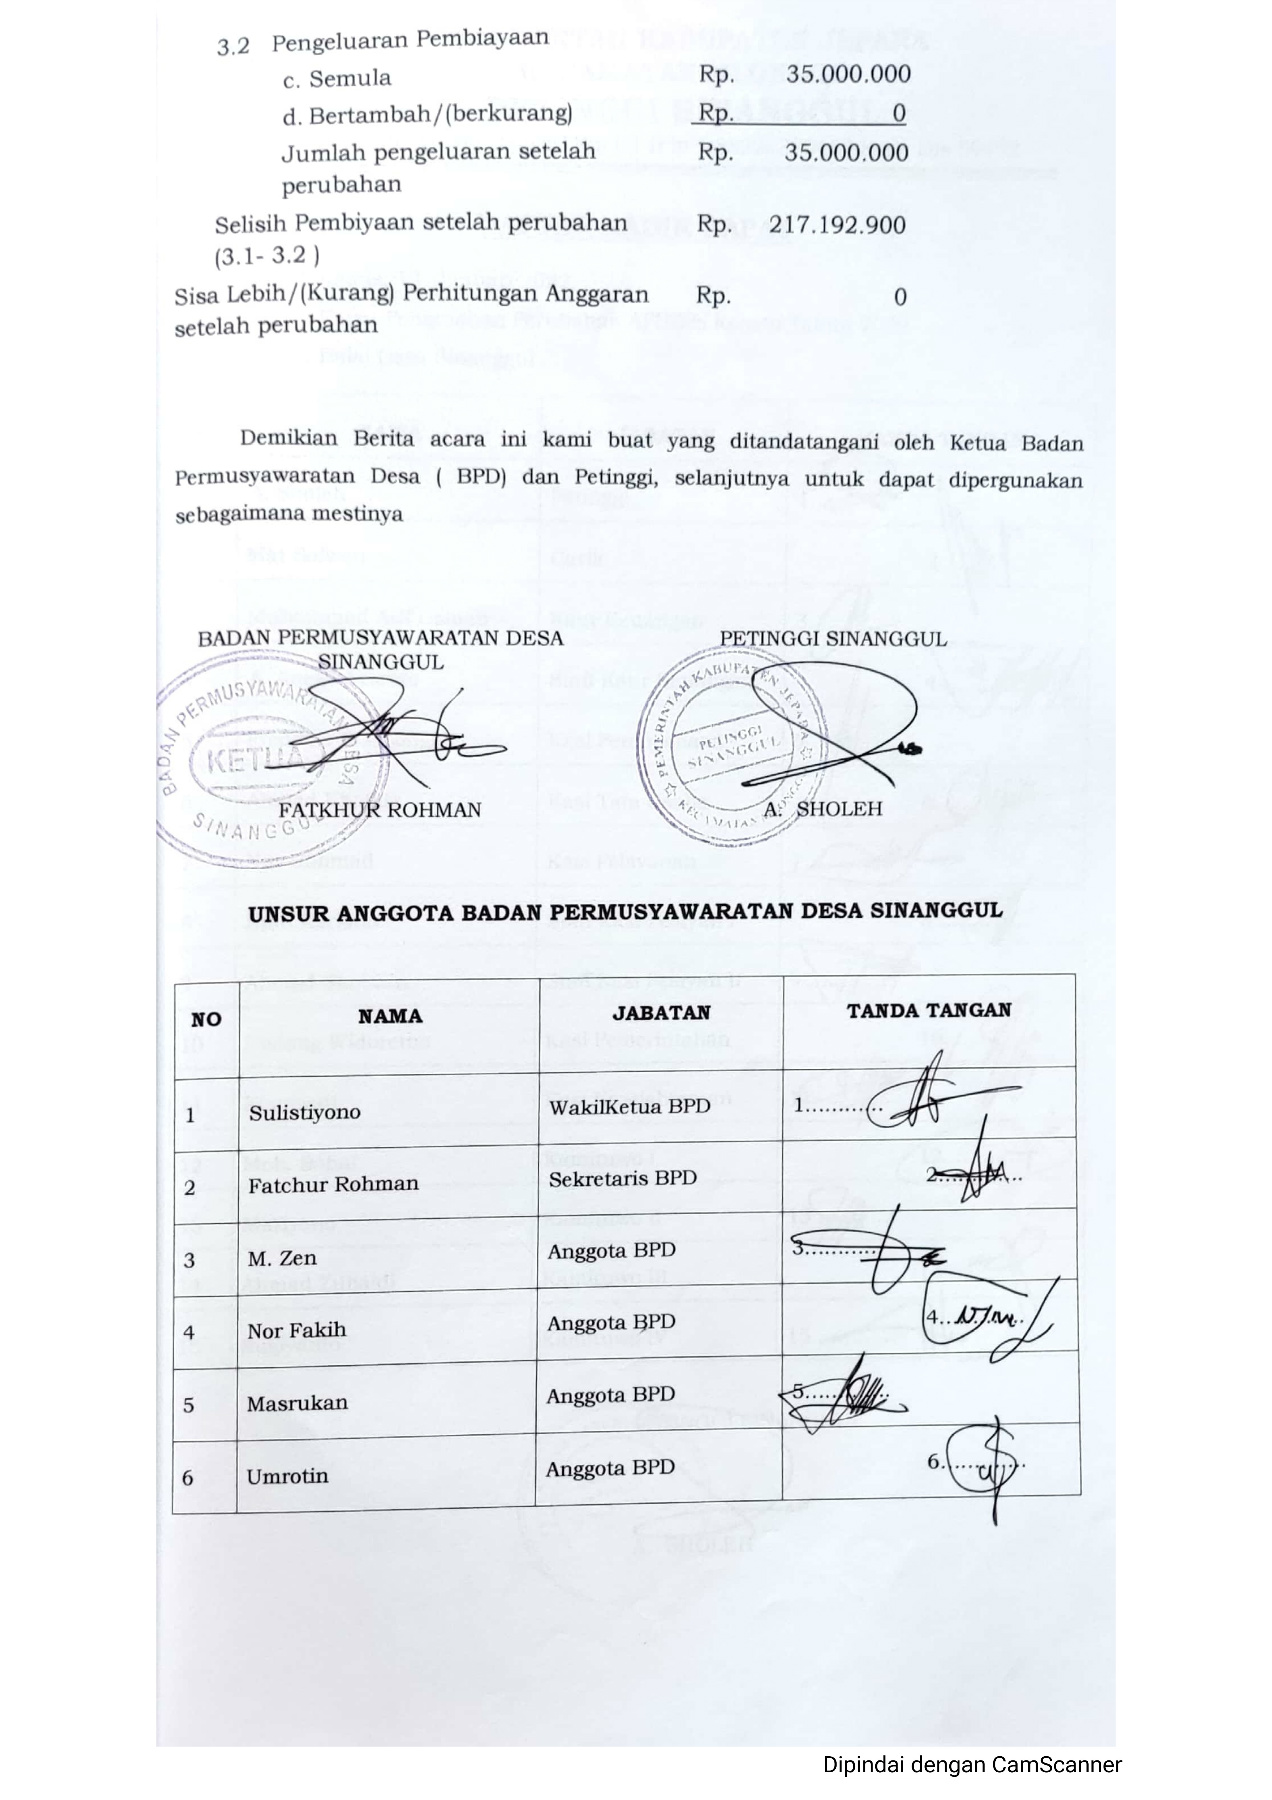 3.2 Pengeluaran Pembiayaan
c. Semula Rp. 35.000.000
d. Bertambah/(berkurang) Rp. 0
Jumlah pengeluaran setelah Rp. 35.000.000
perubahan
Selisih Pembiyaan setelah perubahan Rp. 217.192.900
(3.1- 3.2 )
Sisa Lebih/(Kurang) Perhitungan Anggaran Rp. 0
setelah perubahan
Demikian Berita acara ini kami buat yang ditandatangani oleh Ketua Badan
Permusyawaratan Desa ( BPD) dan Petinggi, selanjutnya untuk dapat dipergunakan
sebagaimana mestinya
BADAN PERMUSYAWARATAN DESA
SINANGGUL
PETINGGI SINANGGUL
BADAN PERMUSYAWARATAN DESA
KETUA
SINANGGUL
PEMERINTAH KABUPATEN JEPARA
PETINGGI
SINANGGUL
KECAMATAN
FATKHUR ROHMAN
A. SHOLEH
UNSUR ANGGOTA BADAN PERMUSYAWARATAN DESA SINANGGUL
NO NAMA JABATAN TANDA TANGAN
1 Sulistiyono WakilKetua BPD 1............
2 Fatchur Rohman Sekretaris BPD 2............
3 M. Zen Anggota BPD 3............
4 Nor Fakih Anggota BPD 4............
5 Masrukan Anggota BPD 5............
6 Umrotin Anggota BPD 6............
Dipindai dengan CamScanner